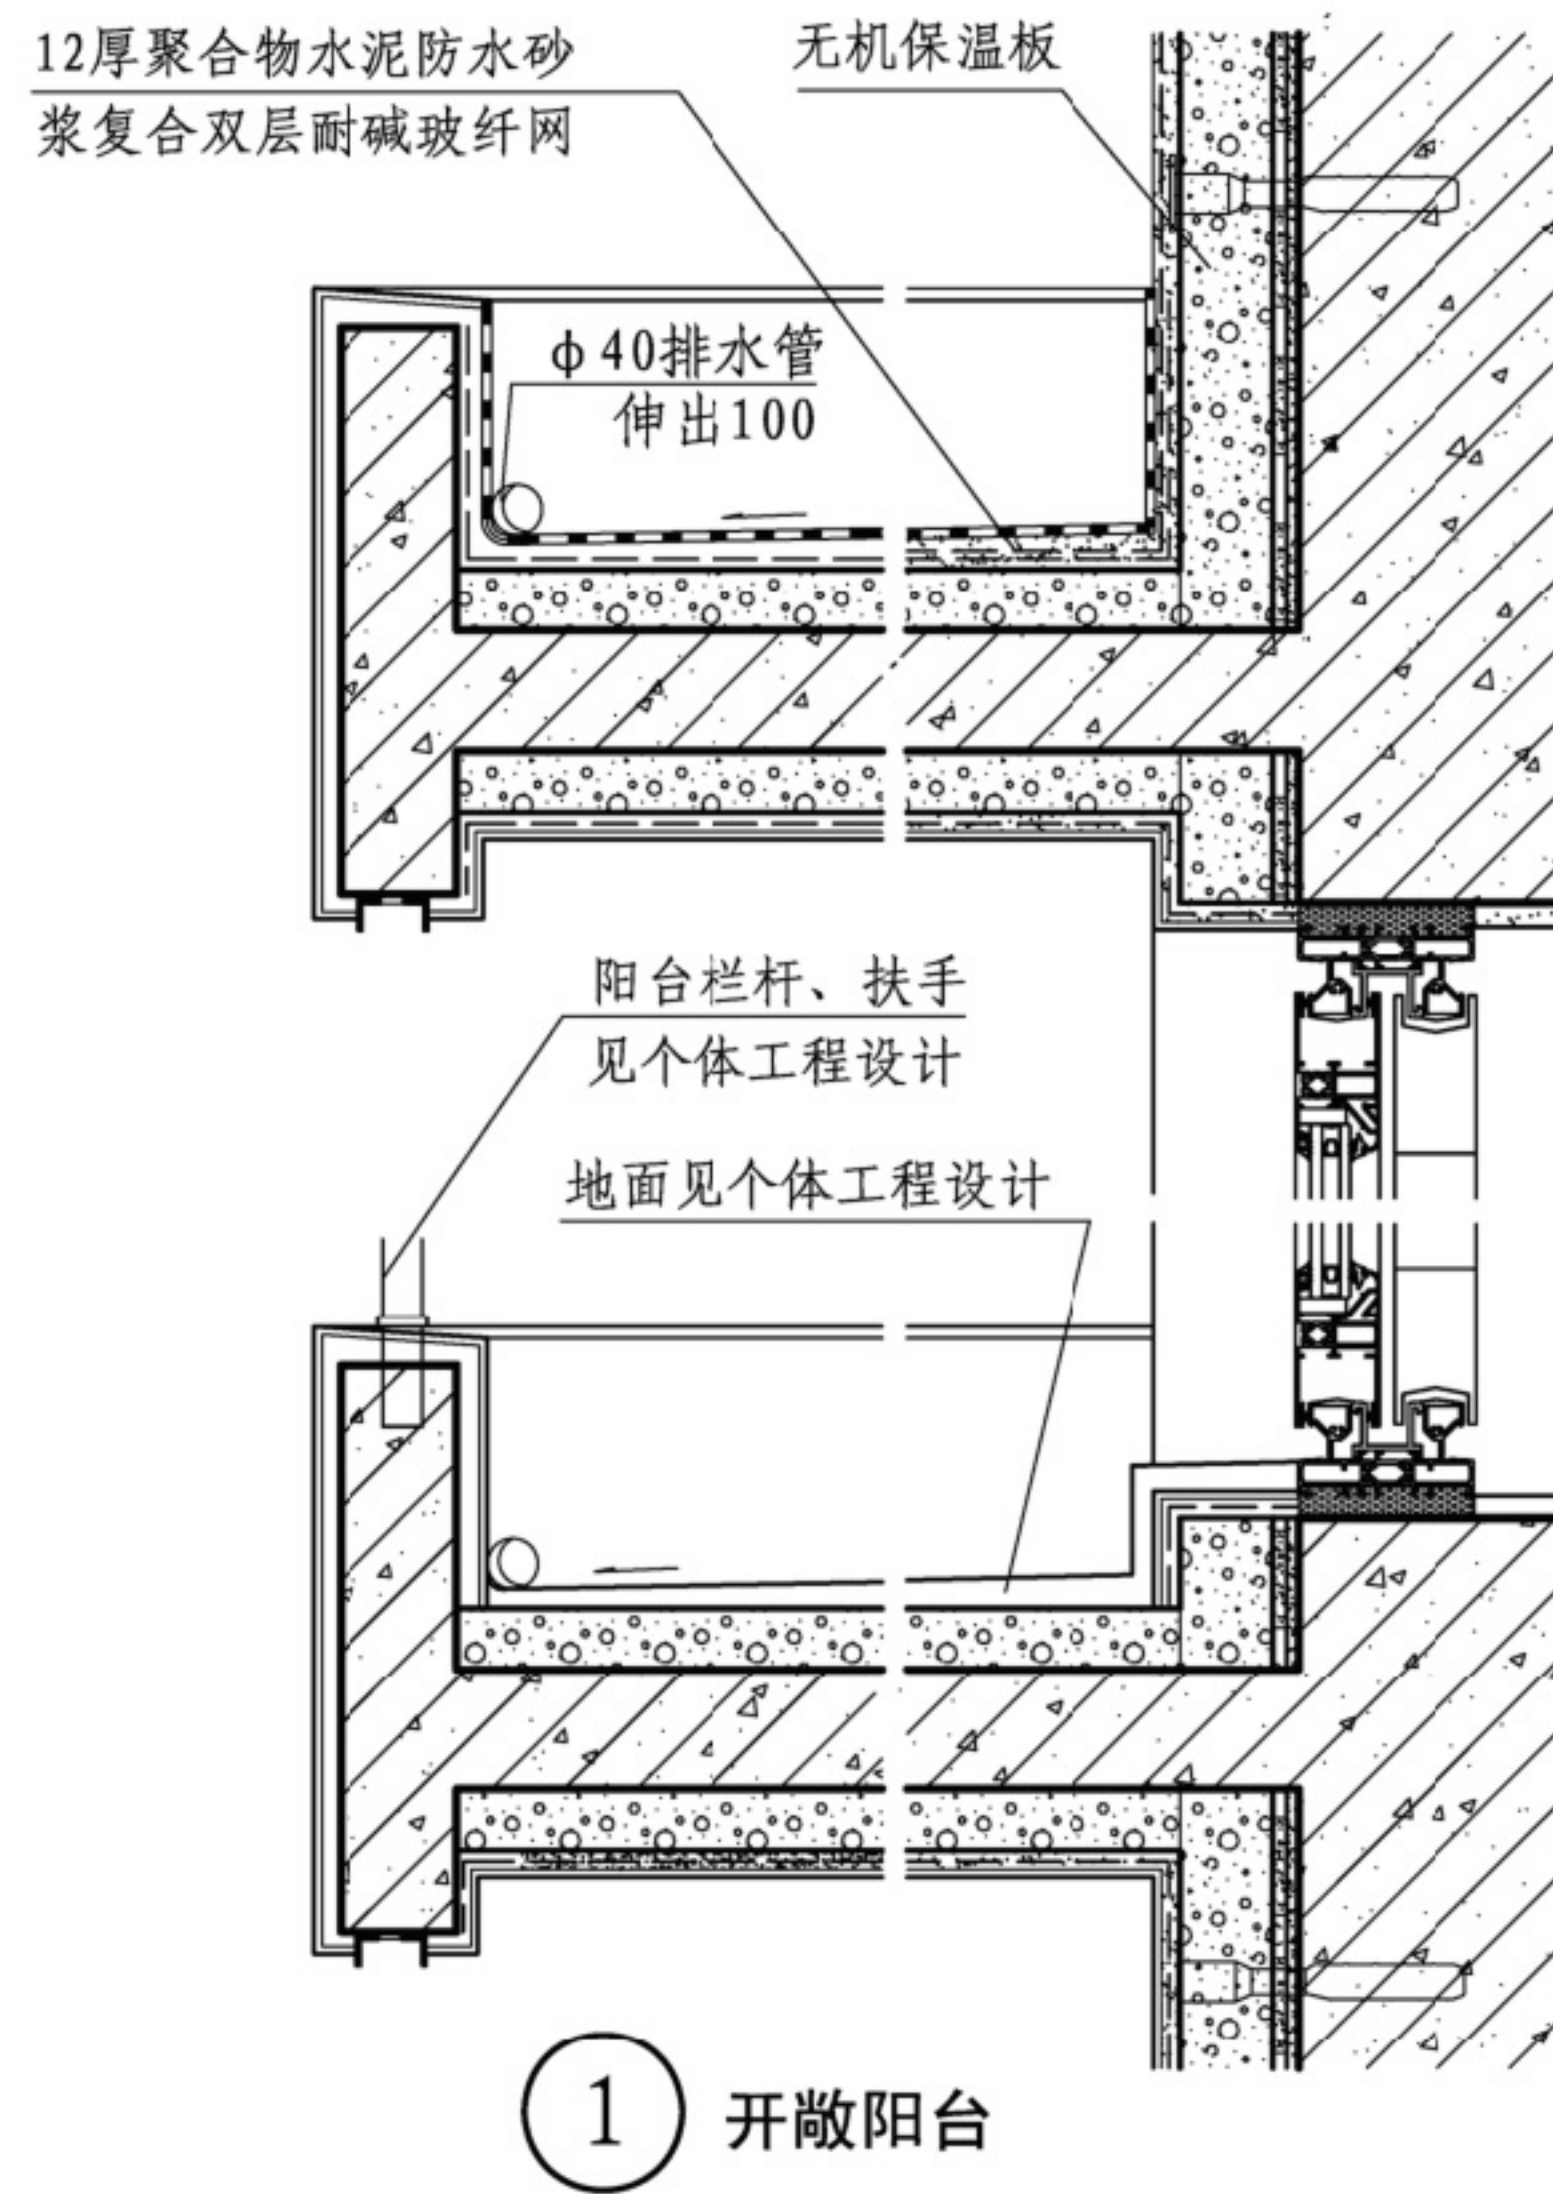 12厚聚合物水泥防水砂
浆复合双层耐碱玻纤网
无机保温板
ф40排水管
伸出100
阳台栏杆、扶手
见个体工程设计
地面见个体工程设计
1 开敞阳台